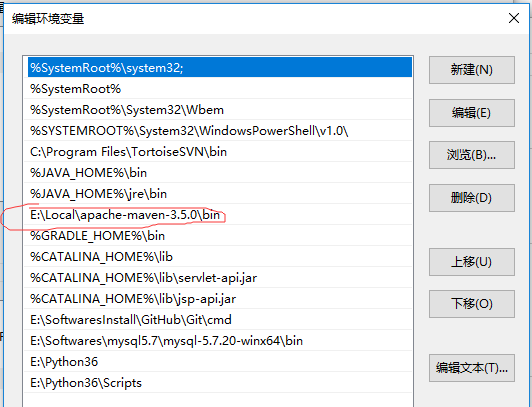 编辑环境变量
%SystemRoot%\system32;
%SystemRoot%
%SystemRoot%\System32\Wbem
%SYSTEMROOT%\System32\WindowsPowerShell\v1.0\
C:\Program Files\TortoiseSVN\bin
%JAVA_HOME%\bin
%JAVA_HOME%\jre\bin
E:\Local\apache-maven-3.5.0\bin
%GRADLE_HOME%\bin
%CATALINA_HOME%\lib
%CATALINA_HOME%\lib\servlet-api.jar
%CATALINA_HOME%\lib\jsp-api.jar
E:\SoftwaresInstall\GitHub\Git\cmd
E:\Softwares\mysql5.7\mysql-5.7.20-winx64\bin
E:\Python36
E:\Python36\Scripts
新建(N)
编辑(E)
浏览(B)...
删除(D)
上移(U)
下移(O)
编辑文本(T)...